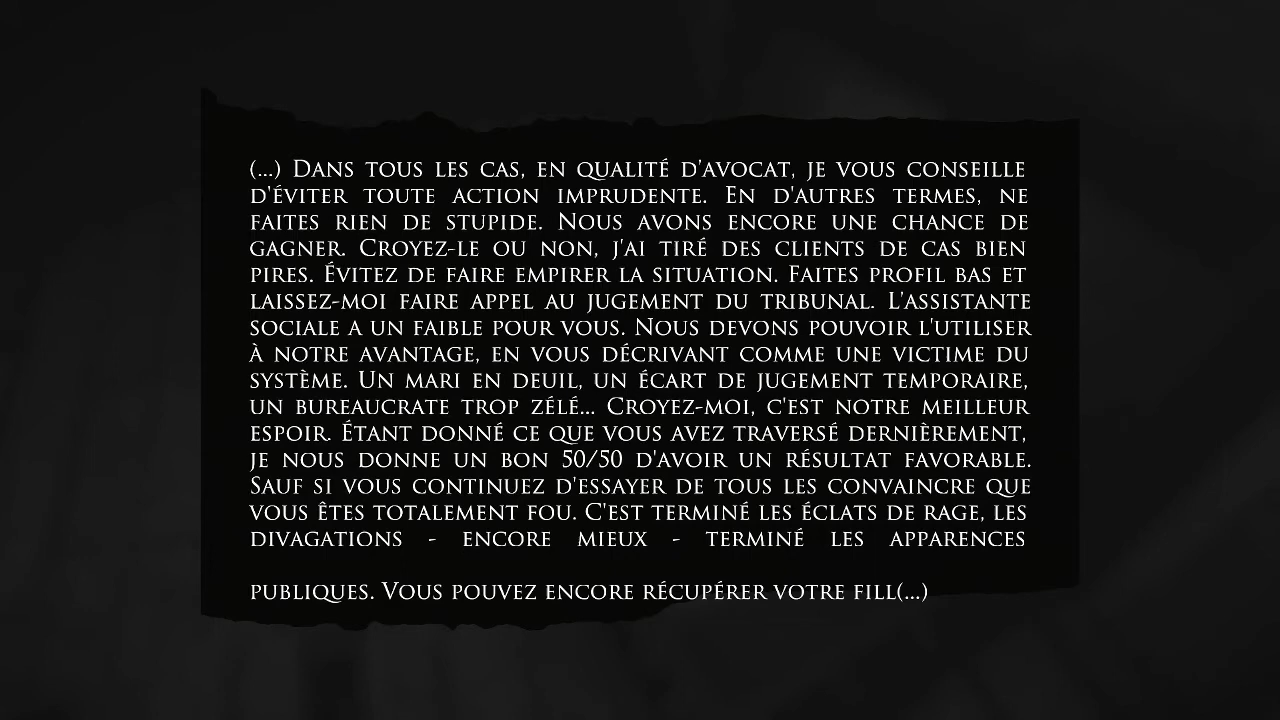 (...) Dans tous les cas, en qualité d'avocat, je vous conseille
d'éviter toute action imprudente. En d'autres termes, ne
faites rien de stupide. Nous avons encore une chance de
gagner. Croyez-le ou non, j'ai tiré des clients de cas bien
pires. Évitez de faire empirer la situation. Faites profil bas et
laissez-moi faire appel au jugement du tribunal. L'assistante
sociale a un faible pour vous. Nous devons pouvoir l'utiliser
à notre avantage, en vous décrivant comme une victime du
système. Un mari en deuil, un écart de jugement temporaire,
un bureaucrate trop zélé... Croyez-moi, c'est notre meilleur
espoir. Étant donné ce que vous avez traversé dernièrement,
je nous donne un bon 50/50 d'avoir un résultat favorable.
Sauf si vous continuez d'essayer de tous les convaincre que
vous êtes totalement fou. C'est terminé les éclats de rage, les
divagations - encore mieux - terminé les apparences
publiques. Vous pouvez encore récupérer votre fill(...)